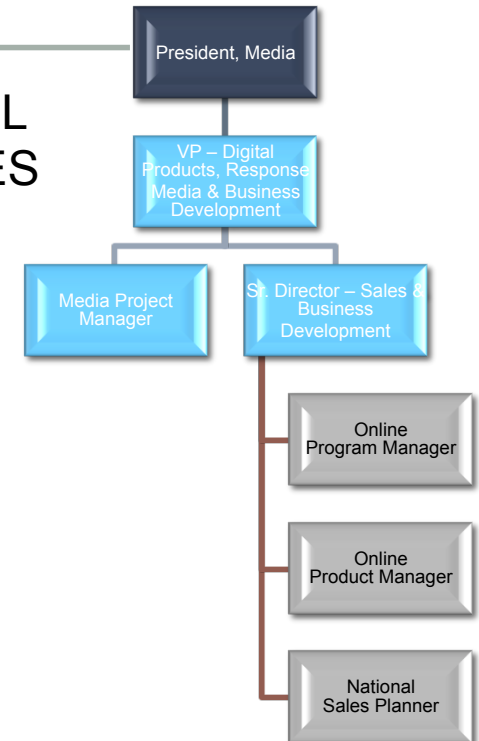 President, Media
L
ES
VP – Digital
Products, Response
Media & Business
Development
Media Project
Manager
Sr. Director – Sales &
Business
Development
Online
Program Manager
Online
Product Manager
National
Sales Planner